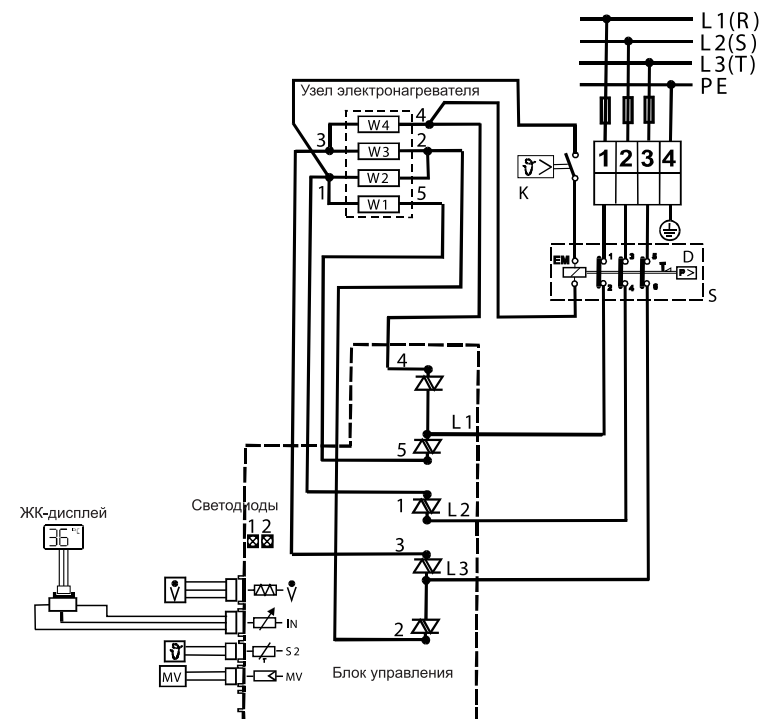 L1(R)
L2(S)
L3(T)
PE
Узел электронагревателя
W4
4
3
W3
2
W2
1
W1
5
ϑ>
K
1 2 3 4
EM
1
3
5
T
D
P>
2
4
6
S
4
L1
5
Светодиоды
ЖК-дисплей
1
L2
1 2
36 °C
3
L3
V̇
V̇
IN
2
ϑ
T
S2
Блок управления
MV
MV